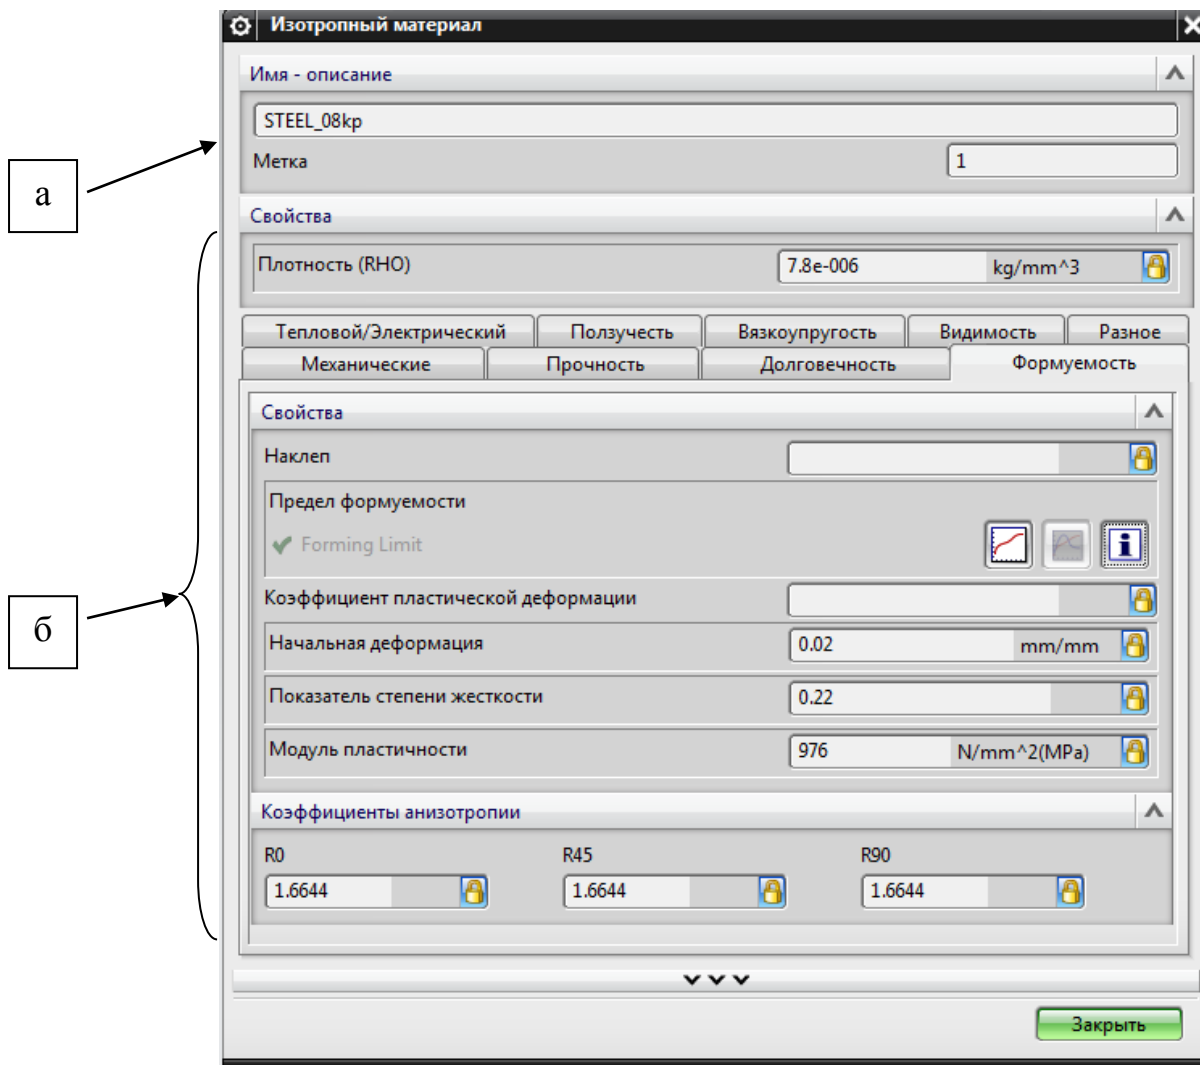 Изотропный материал
Имя - описание
STEEL_08kp
Метка 1
а
Свойства
Плотность (RHO) 7.8e-006 kg/mm^3
Тепловой/Электрический Ползучесть Вязкоупругость Видимость Разное
Механические Прочность Долговечность Формуемость
Свойства
Наклеп
Предел формуемости
Forming Limit
Коэффициент пластической деформации
б
Начальная деформация 0.02 mm/mm
Показатель степени жесткости 0.22
Модуль пластичности 976 N/mm^2(MPa)
Коэффициенты анизотропии
R0 R45 R90
1.6644 1.6644 1.6644
Закрыть